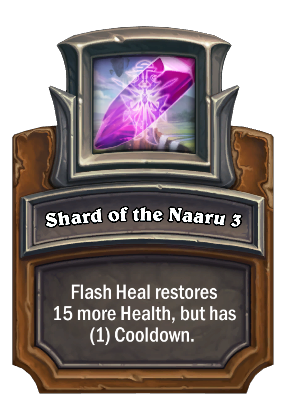 Shard of the Naaru 3
Flash Heal restores
15 more Health, but has
(1) Cooldown.